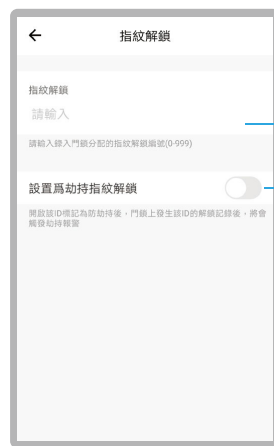 指紋解鎖
指紋解鎖
請輸入
請輸入錄入門鎖分配的指紋解鎖編號(0-999)
設置爲劫持指紋解鎖
開啟該ID標記為防劫持後，門鎖上發生該ID的解鎖記錄後，將會
觸發劫持報警